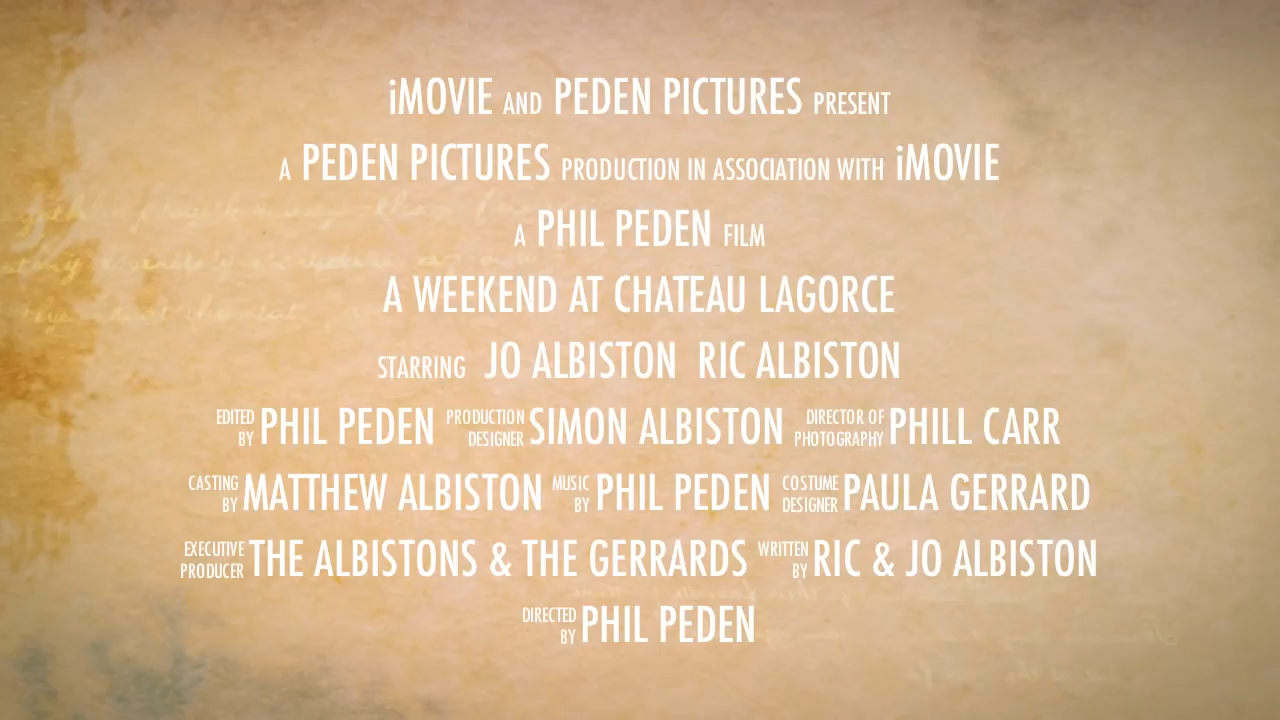 iMOVIE AND PEDEN PICTURES PRESENT
A PEDEN PICTURES PRODUCTION IN ASSOCIATION WITH iMOVIE
A PHIL PEDEN FILM
A WEEKEND AT CHATEAU LAGORCE
STARRING JO ALBISTON RIC ALBISTON
EDITED BY PHIL PEDEN PRODUCTION DESIGNER SIMON ALBISTON DIRECTOR OF PHOTOGRAPHY PHILL CARR
CASTING BY MATTHEW ALBISTON MUSIC BY PHIL PEDEN COSTUME DESIGNER PAULA GERRARD
EXECUTIVE PRODUCER THE ALBISTONS & THE GERRARDS WRITTEN BY RIC & JO ALBISTON
DIRECTED BY PHIL PEDEN